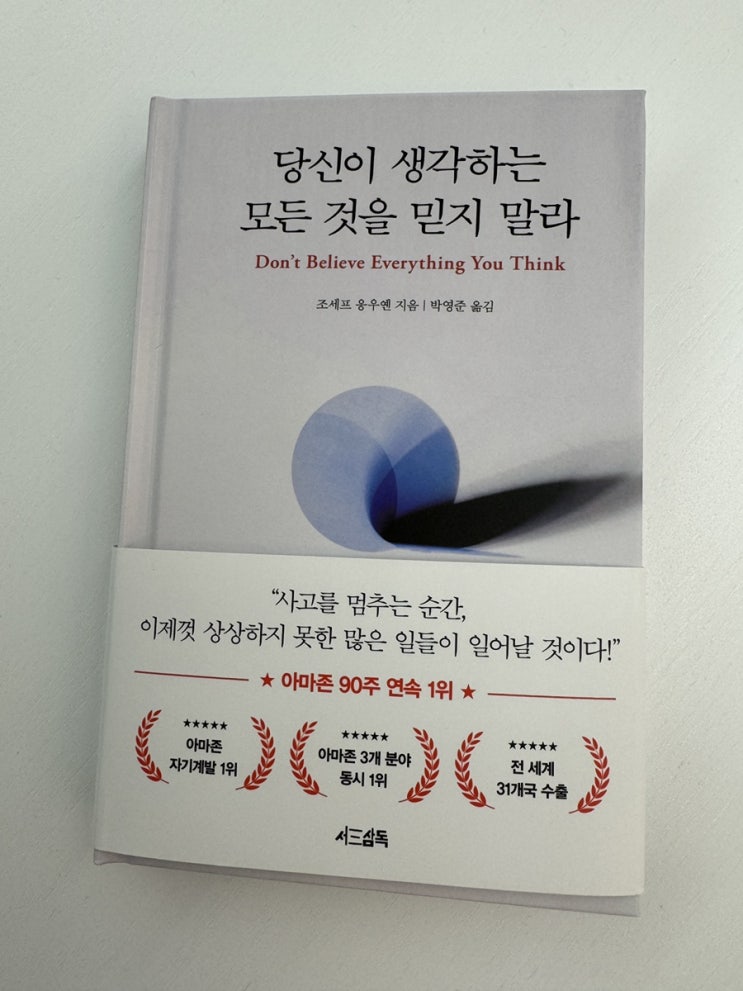 당신이 생각하는
모든 것을 믿지 말라
Don't Believe Everything You Think
조세프 응우옌 지음 | 박영준 옮김
“사고를 멈추는 순간,
이제껏 상상하지 못한 많은 일들이 일어날 것이다!”
★ 아마존 90주 연속 1위 ★
★★★★★
아마존
자기계발 1위
★★★★★
아마존 3개 분야
동시 1위
★★★★★
전 세계
31개국 수출
서삼독